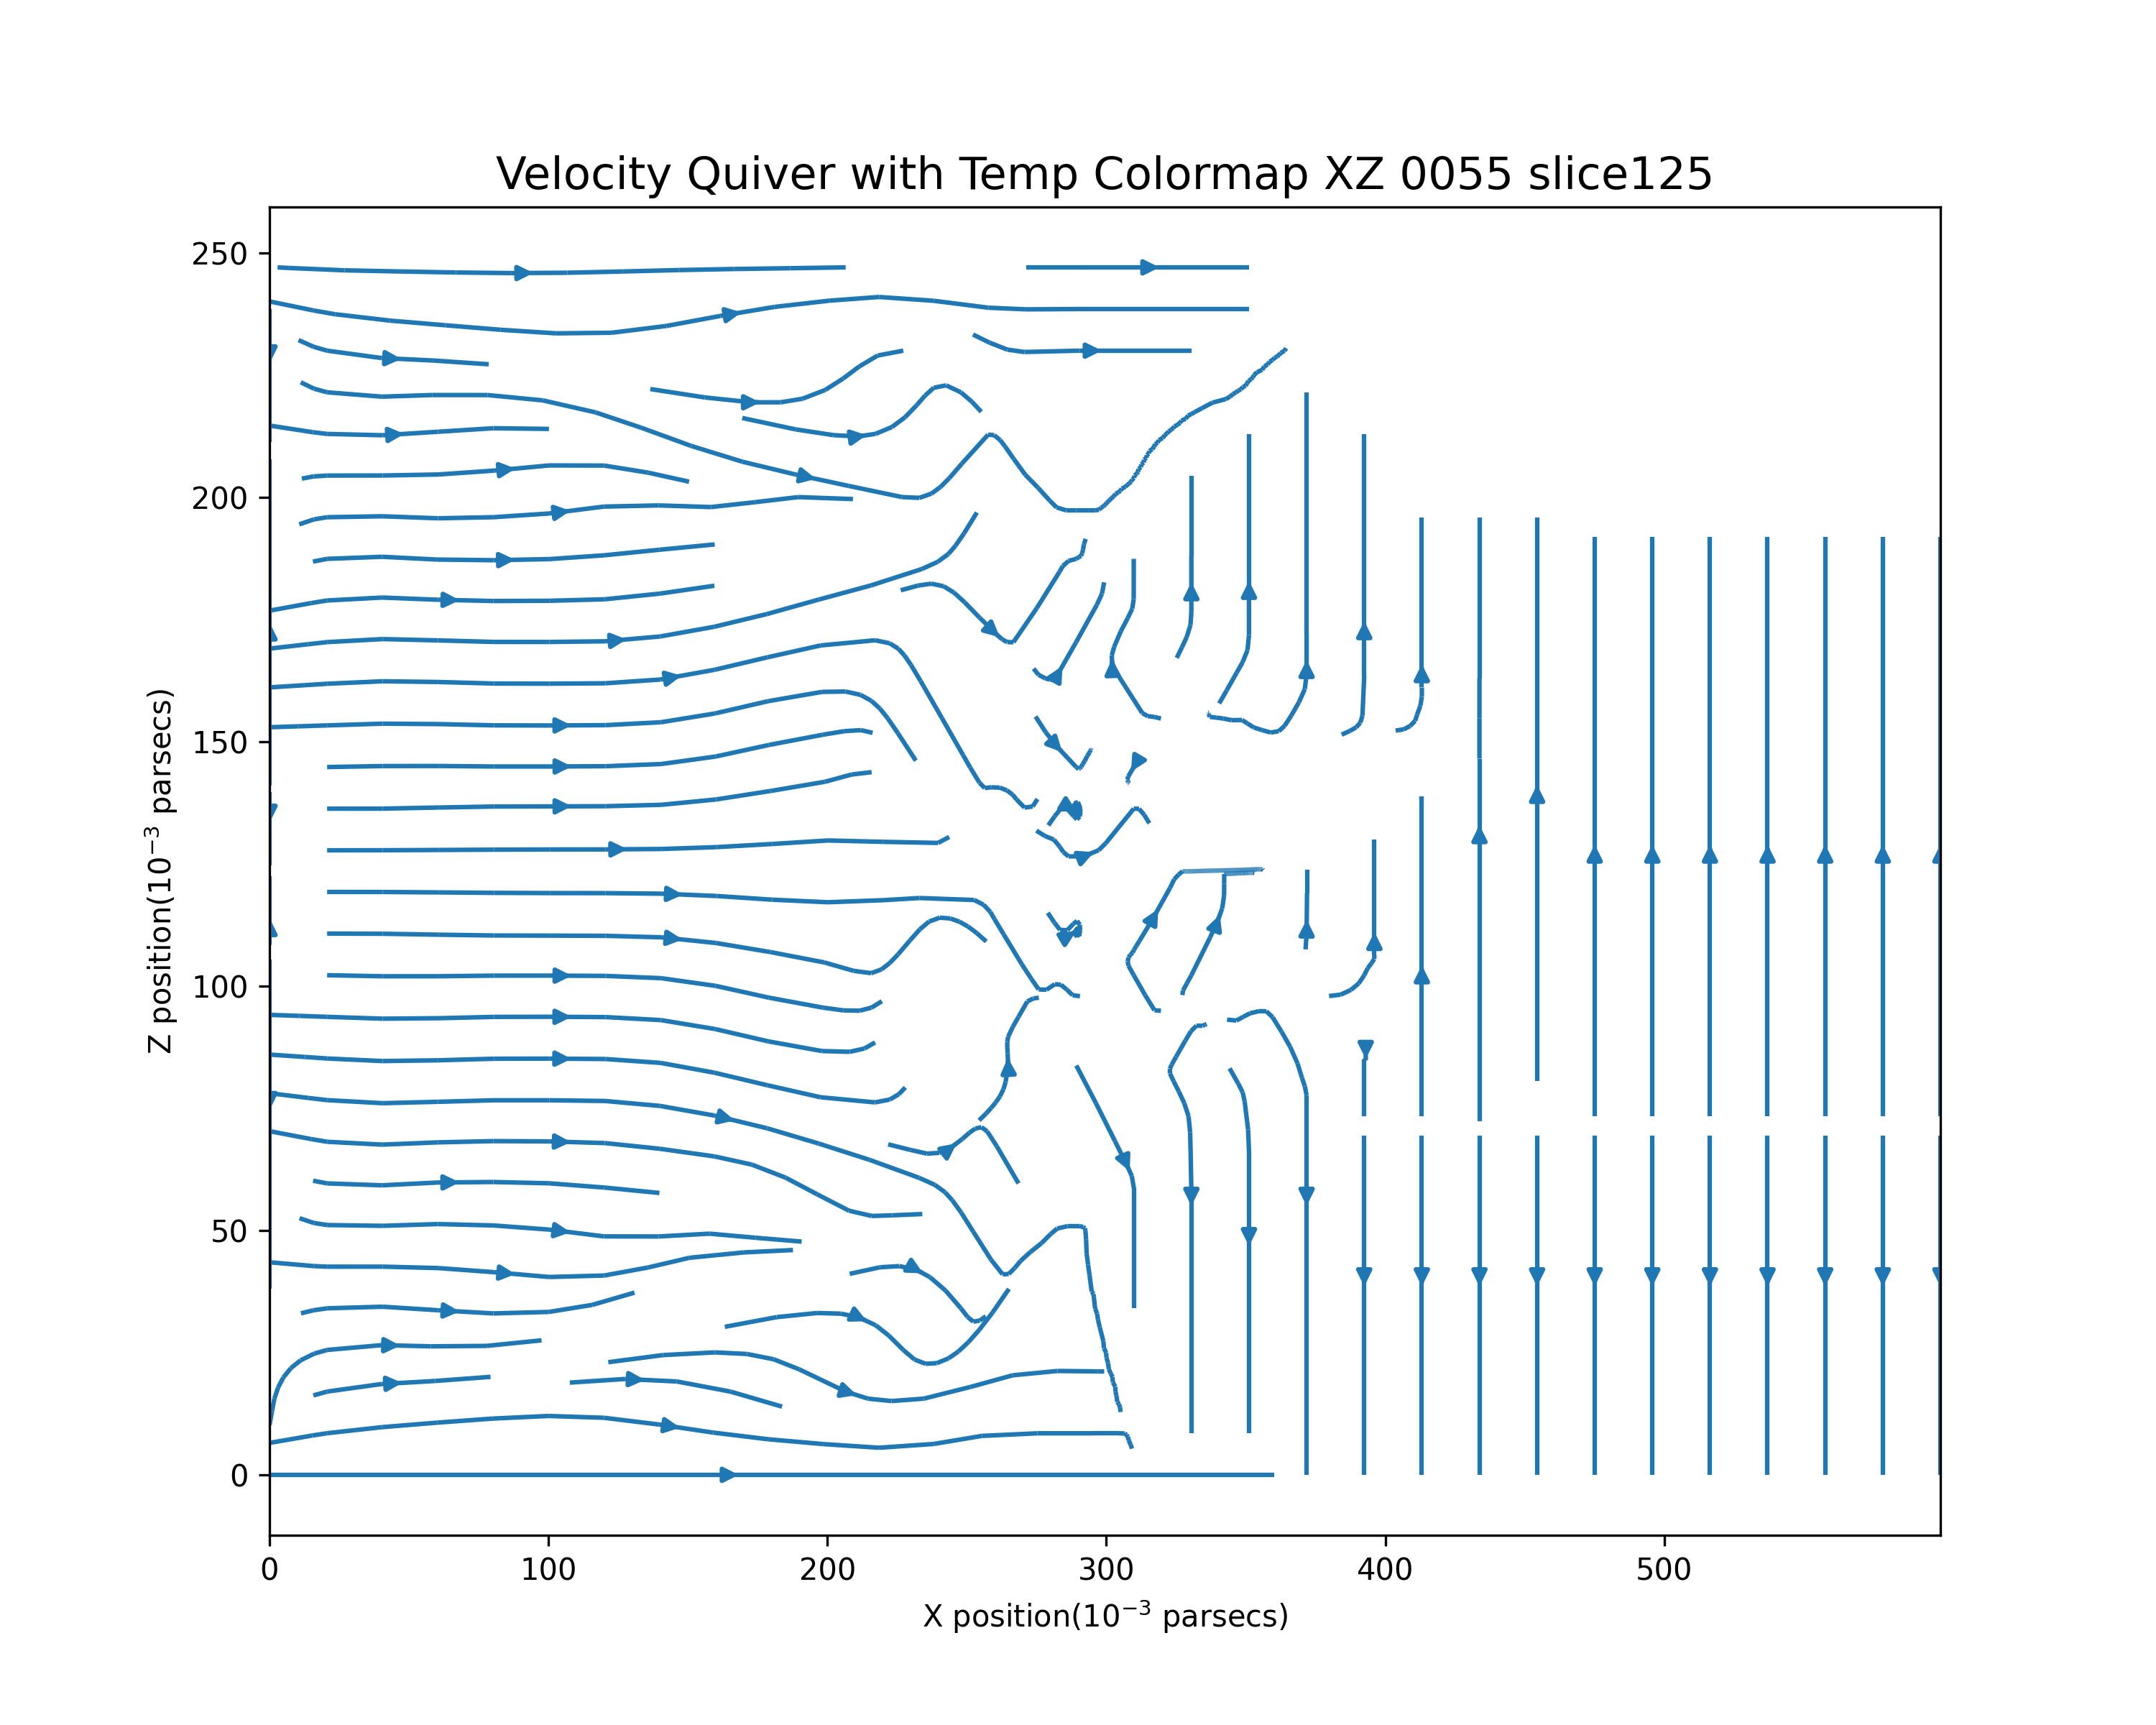 Velocity Quiver with Temp Colormap XZ 0055 slice125
250
200
150
100
50
0
Z position(10⁻³ parsecs)
0 100 200 300 400 500
X position(10⁻³ parsecs)